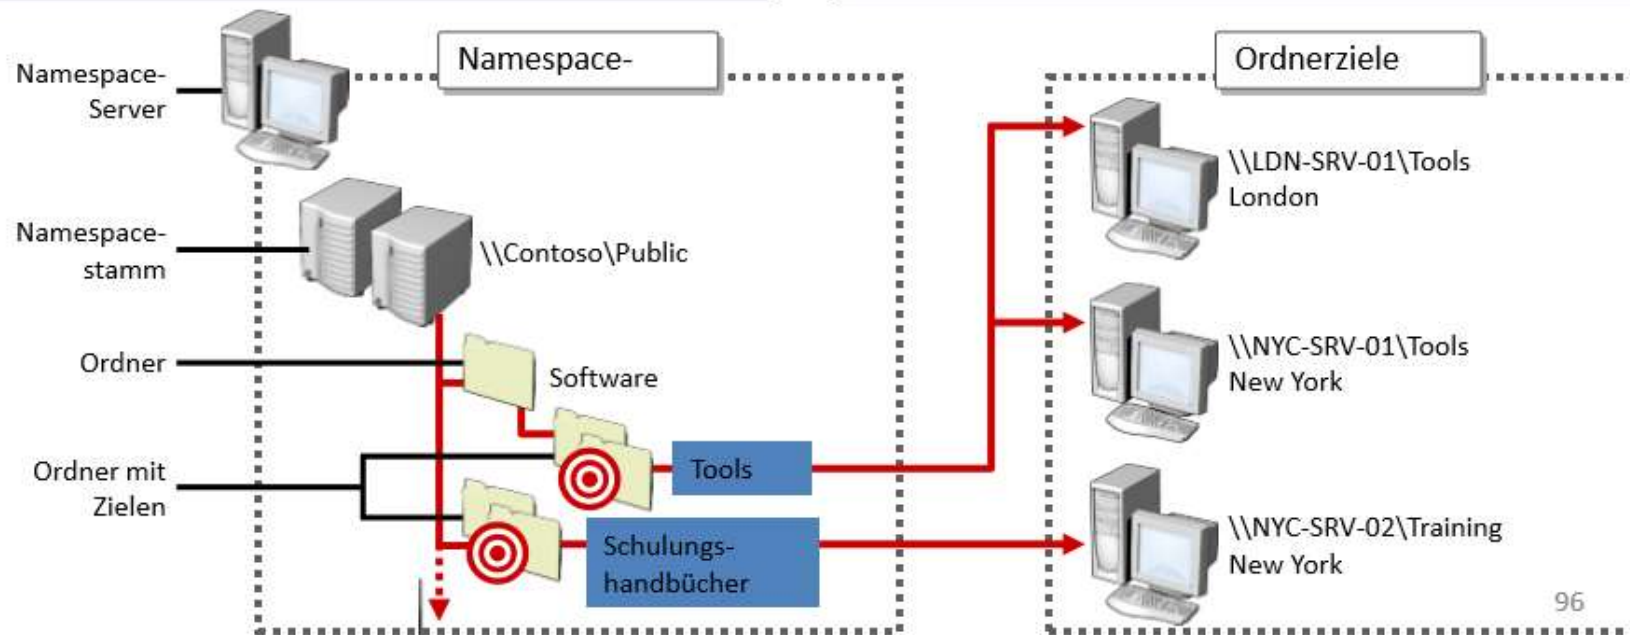 Namespace-
Server
Namespace-
Ordnerziele
\\LDN-SRV-01\Tools
London
Namespace-
stamm
\\Contoso\Public
\\NYC-SRV-01\Tools
New York
Ordner
Software
Ordner mit
Zielen
Tools
Schulungs-
handbücher
\\NYC-SRV-02\Training
New York
96